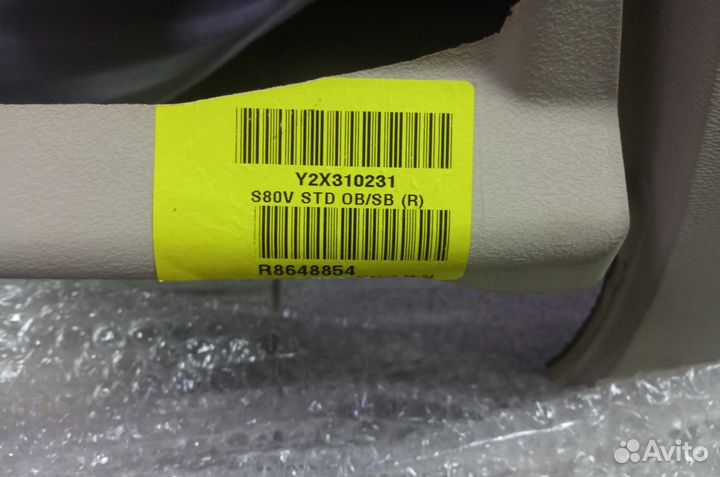 Y2X310231
S80V STD OB/SB (R)
R8648854
Avito